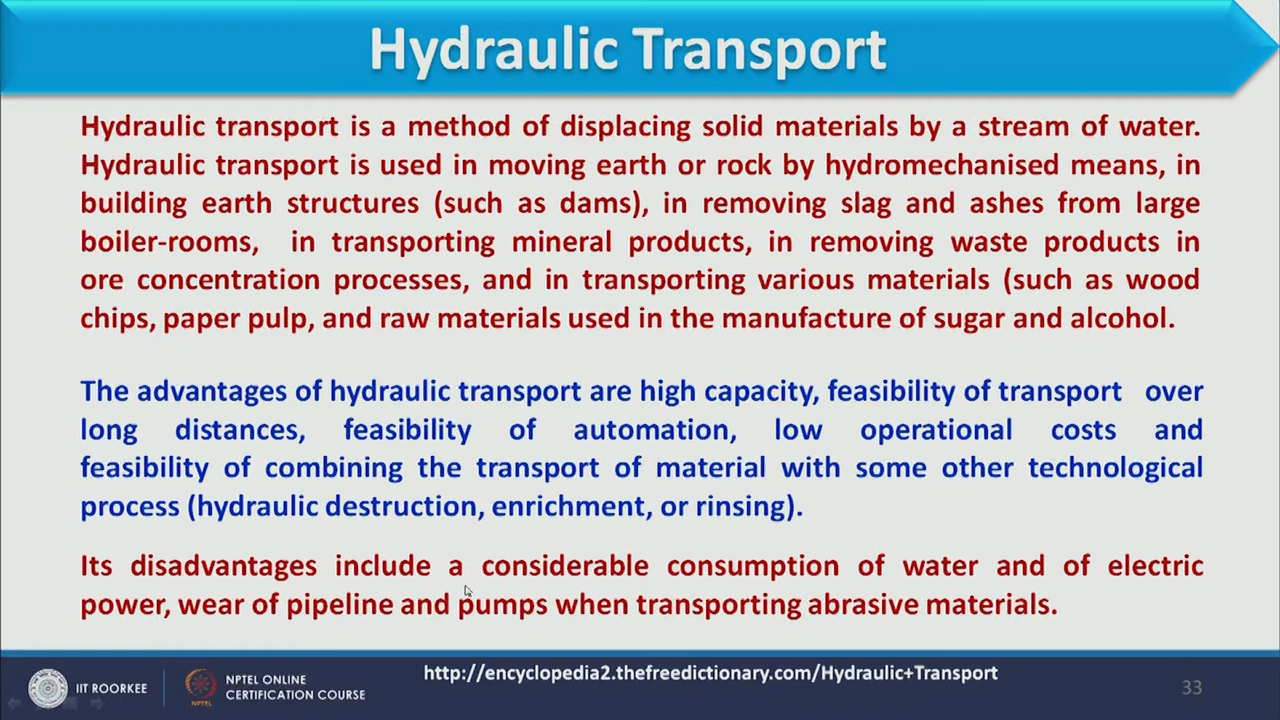 Hydraulic Transport
Hydraulic transport is a method of displacing solid materials by a stream of water.
Hydraulic transport is used in moving earth or rock by hydromechanised means, in
building earth structures (such as dams), in removing slag and ashes from large
boiler-rooms, in transporting mineral products, in removing waste products in
ore concentration processes, and in transporting various materials (such as wood
chips, paper pulp, and raw materials used in the manufacture of sugar and alcohol.
The advantages of hydraulic transport are high capacity, feasibility of transport over
long distances, feasibility of automation, low operational costs and
feasibility of combining the transport of material with some other technological
process (hydraulic destruction, enrichment, or rinsing).
Its disadvantages include a considerable consumption of water and of electric
power, wear of pipeline and pumps when transporting abrasive materials.
http://encyclopedia2.thefreedictionary.com/Hydraulic+Transport
IIT ROORKEE
NPTEL
NPTEL ONLINE
CERTIFICATION COURSE
33